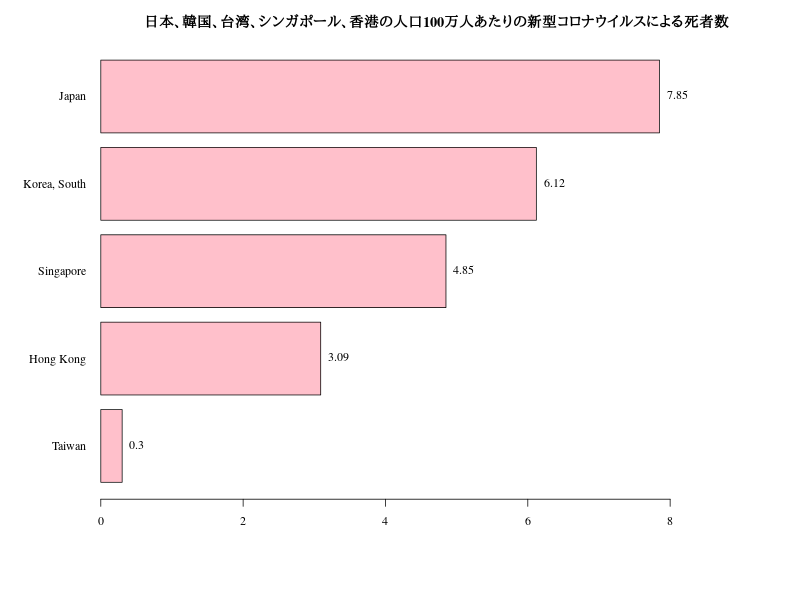 日本、韓国、台湾、シンガポール、香港の人口100万人あたりの新型コロナウイルスによる死者数
Japan 7.85
Korea, South 6.12
Singapore 4.85
Hong Kong 3.09
Taiwan 0.3
0 2 4 6 8